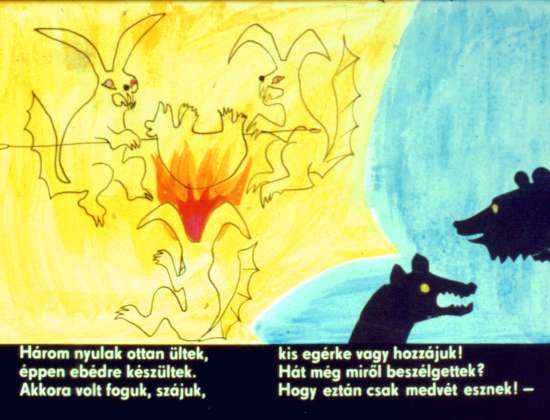 Három nyulak ottan ültek,
éppen ebédre készültek.
Akkora volt foguk, szájuk,
kis egérke vagy hozzájuk!
Hát még miről beszélgettek?
Hogy eztán csak medvét esznek! —